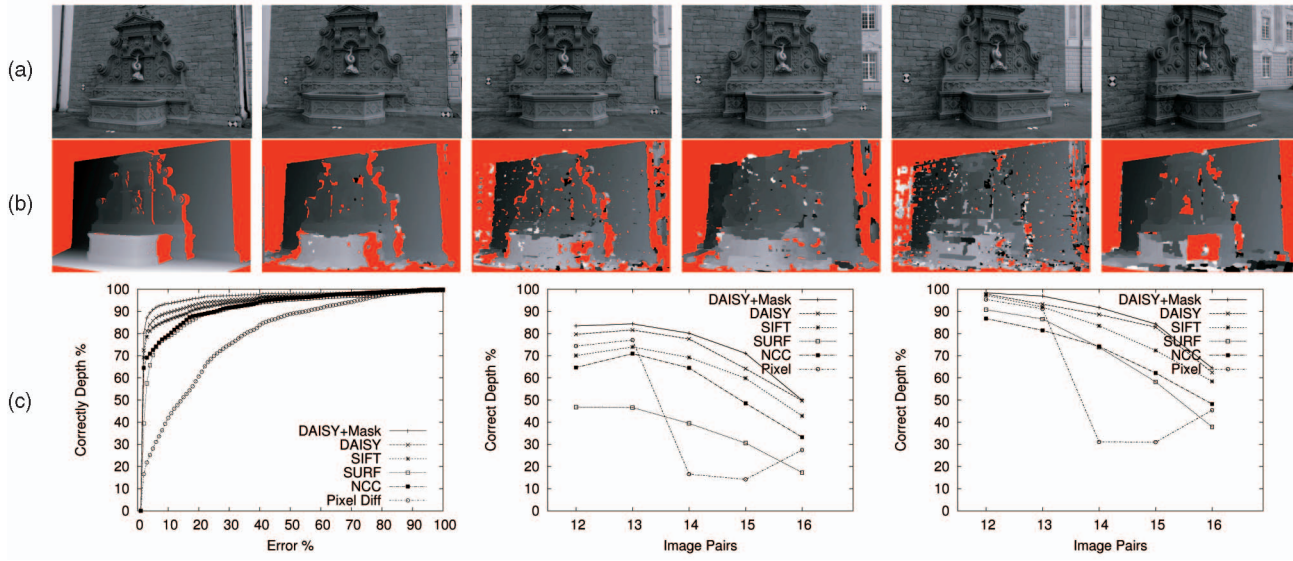 (a)
(b)
(c)
Correctly Depth %
100
90
80
70
60
50
40
30
20
10
0
DAISY+Mask
DAISY
SIFT
SURF
NCC
Pixel Diff
0 10 20 30 40 50 60 70 80 90 100
Error %
Correct Depth %
100
90
80
70
60
50
40
30
20
10
0
DAISY+Mask
DAISY
SIFT
SURF
NCC
Pixel
12 13 14 15 16
Image Pairs
Correct Depth %
100
90
80
70
60
50
40
30
20
10
0
DAISY+Mask
DAISY
SIFT
SURF
NCC
Pixel
12 13 14 15 16
Image Pairs